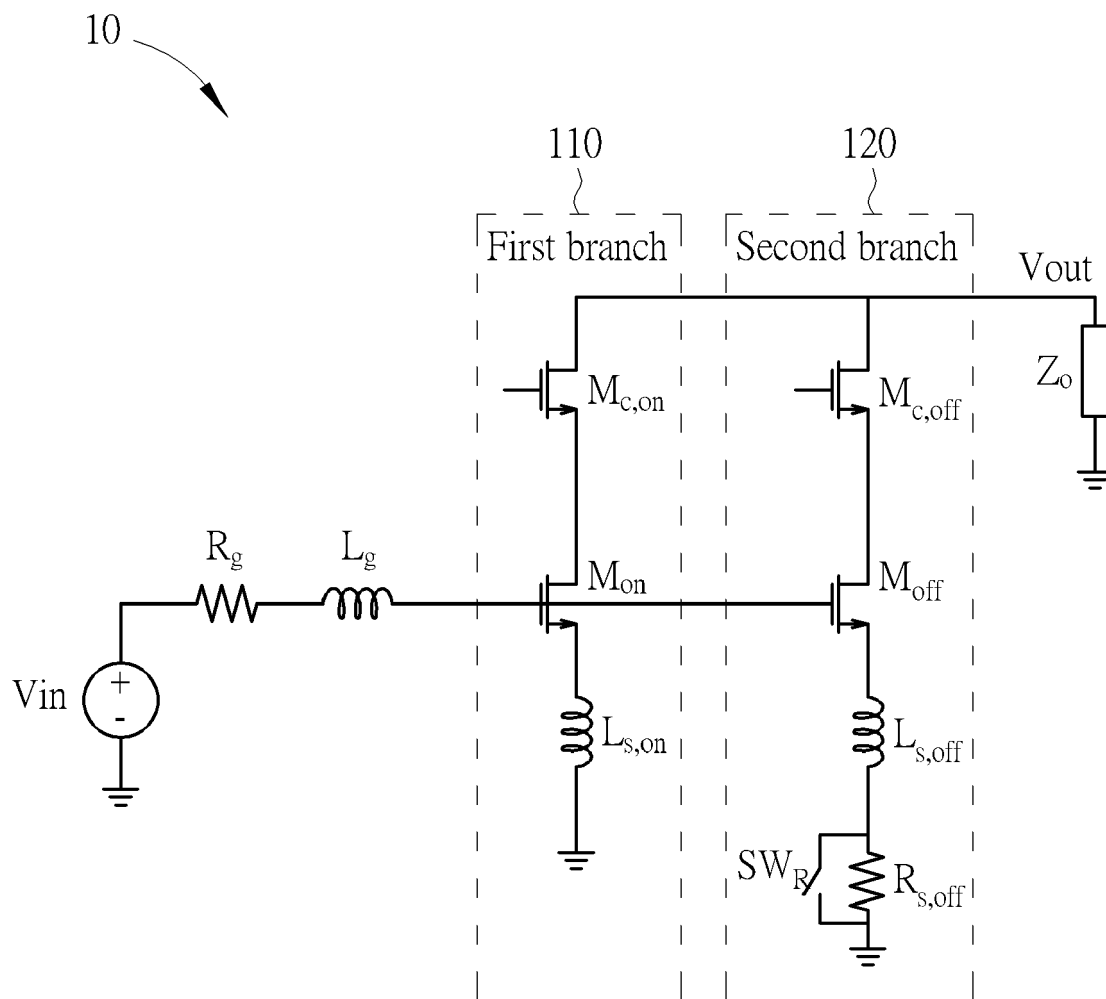 10
110
120
First branch
Second branch
Vout
Mc,on
Mc,off
Zo
Rg
Lg
Mon
Moff
Vin
+
-
Ls,on
Ls,off
SWR
Rs,off